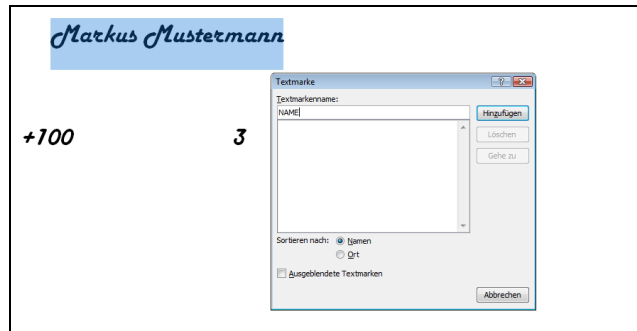 Markus Mustermann
Textmarke
Textmarkenname:
NAME
Hinzufügen
+100 3
Löschen
Gehe zu
Sortieren nach: Namen
Ort
Ausgeblendete Textmarken
Abbrechen